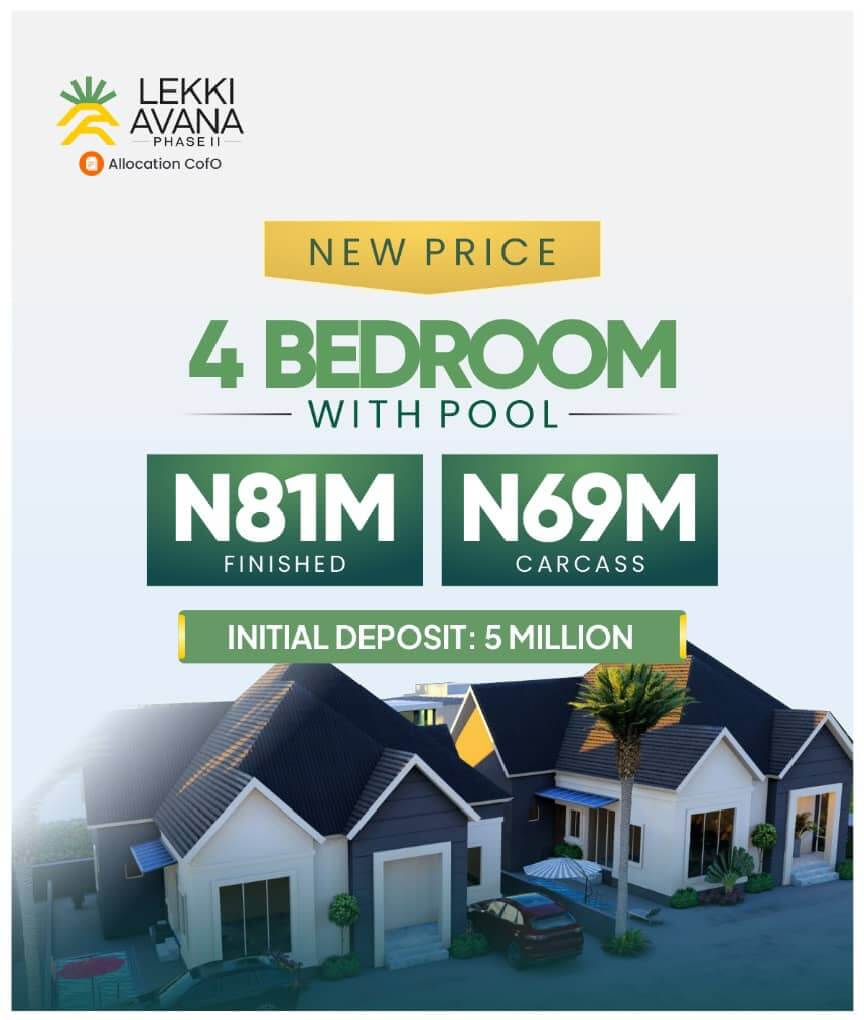 LEKKI
AVANA
PHASE II
Allocation CofO
NEW PRICE
4 BEDROOM
WITH POOL
N81M
FINISHED
N69M
CARCASS
INITIAL DEPOSIT: 5 MILLION